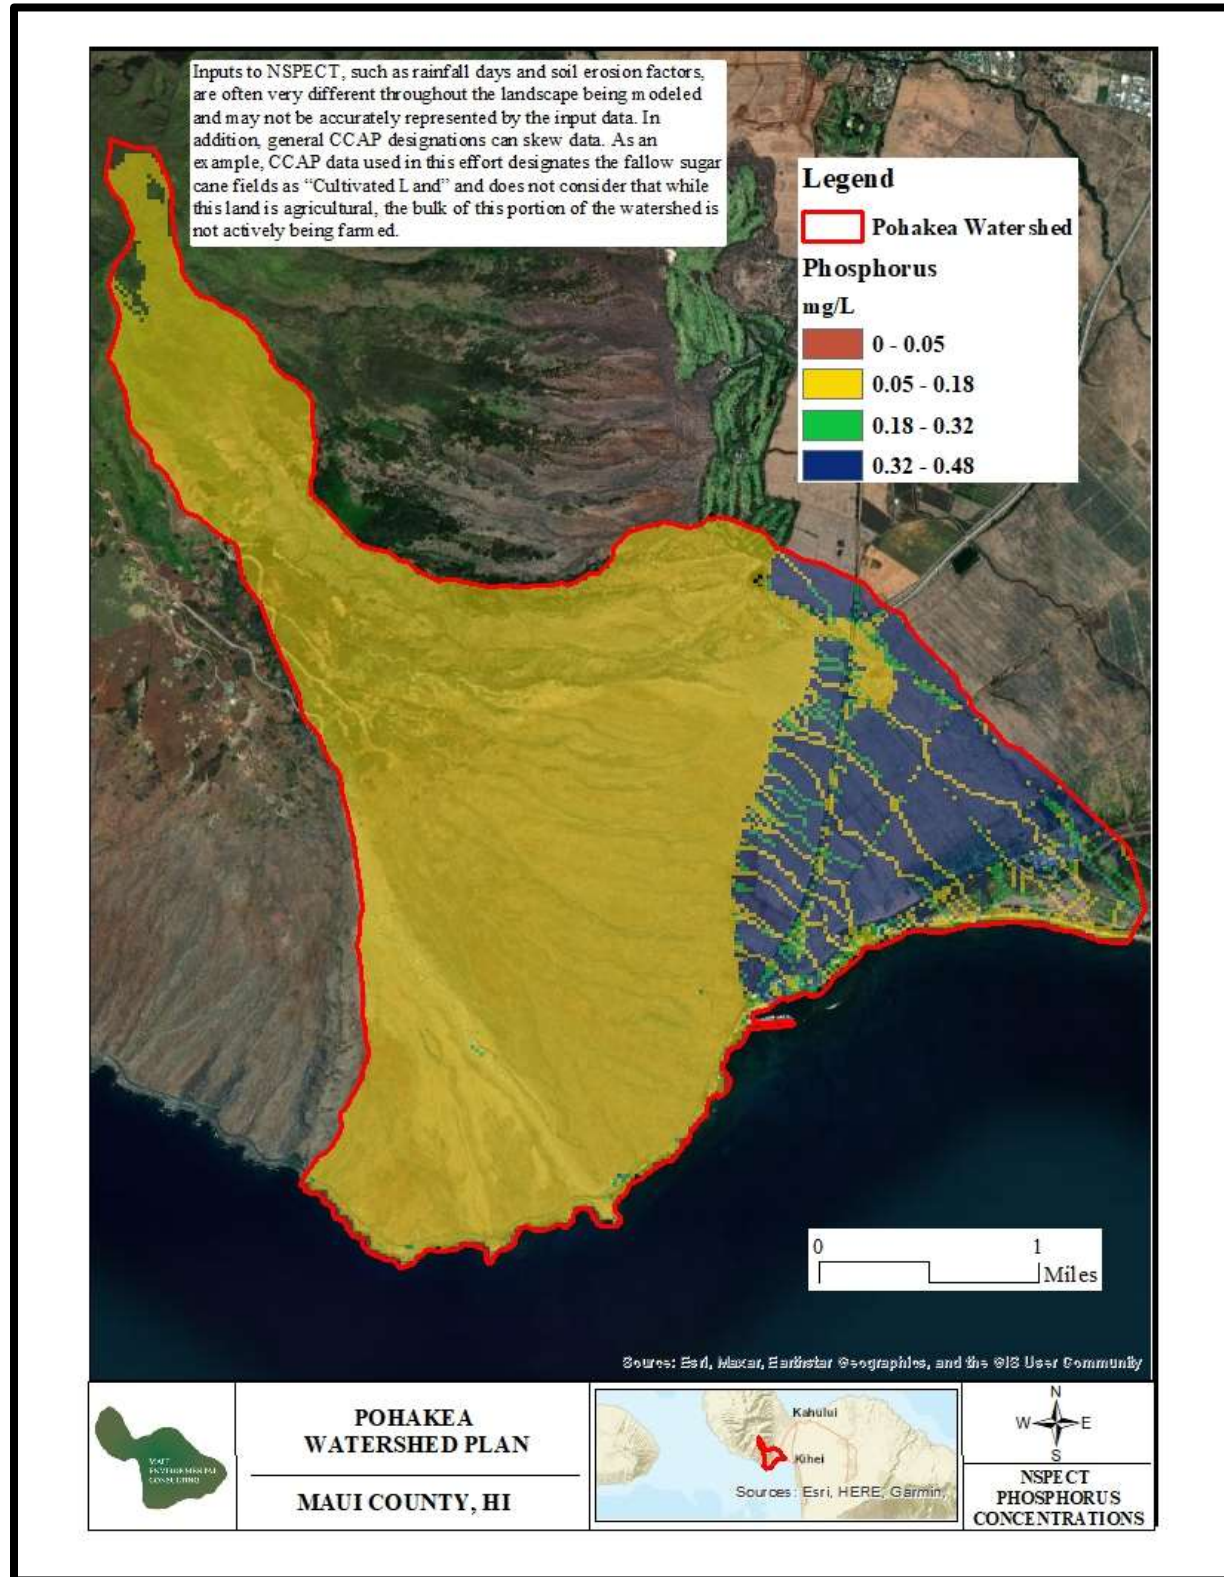 Inputs to NSPECT, such as rainfall days and soil erosion factors,
are often very different throughout the landscape being modeled
and may not be accurately represented by the input data. In
addition, general CCAP designations can skew data. As an
example, CCAP data used in this effort designates the fallow sugar
cane fields as “Cultivated Land” and does not consider that while
this land is agricultural, the bulk of this portion of the watershed is
not actively being farmed.
Legend
Pohakea Watershed
Phosphorus
mg/L
0 - 0.05
0.05 - 0.18
0.18 - 0.32
0.32 - 0.48
0 1
Miles
Source: Esri, Maxar, Earthstar Geographics, and the GIS User Community
MAUI
ENVIRONMENTAL
CONSULTING
POHAKEA
WATERSHED PLAN
MAUI COUNTY, HI
Kahului
Kihei
Sources: Esri, HERE, Garmin,
N
W E
S
NSPECT
PHOSPHORUS
CONCENTRATIONS